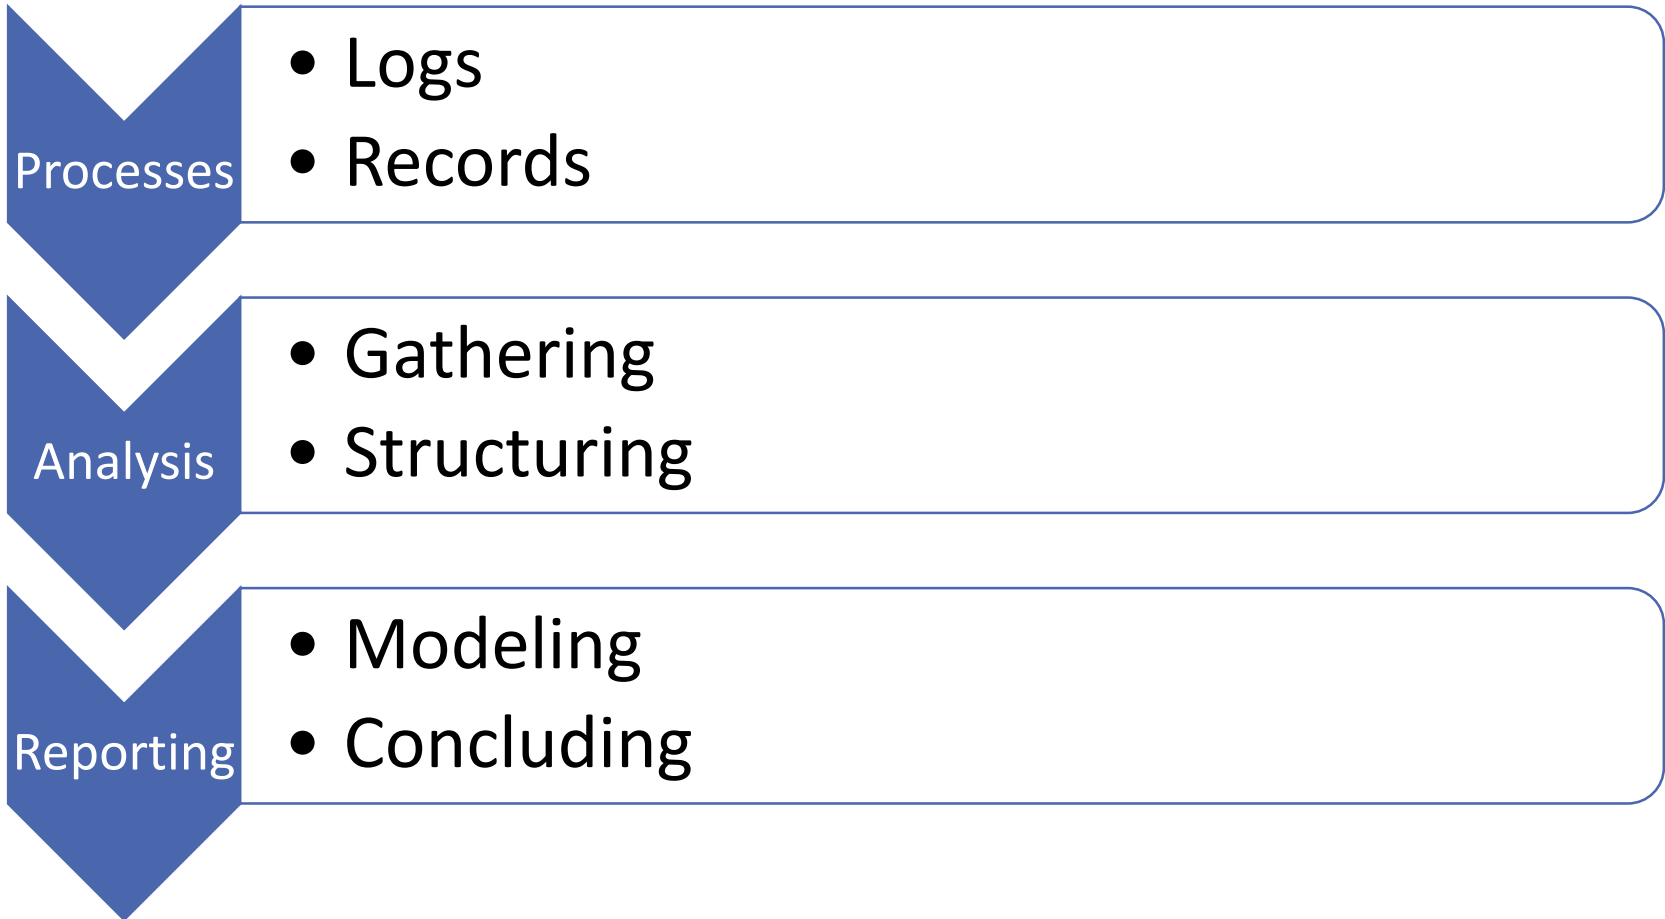 Processes
• Logs
• Records
Analysis
• Gathering
• Structuring
Reporting
• Modeling
• Concluding